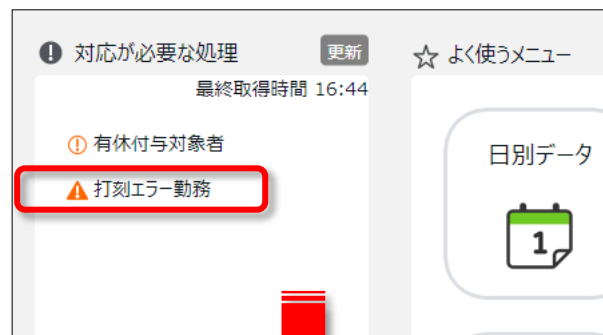 対応が必要な処理
更新
最終取得時間 16:44
有休付与対象者
打刻エラー勤務
よく使うメニュー
日別データ
1